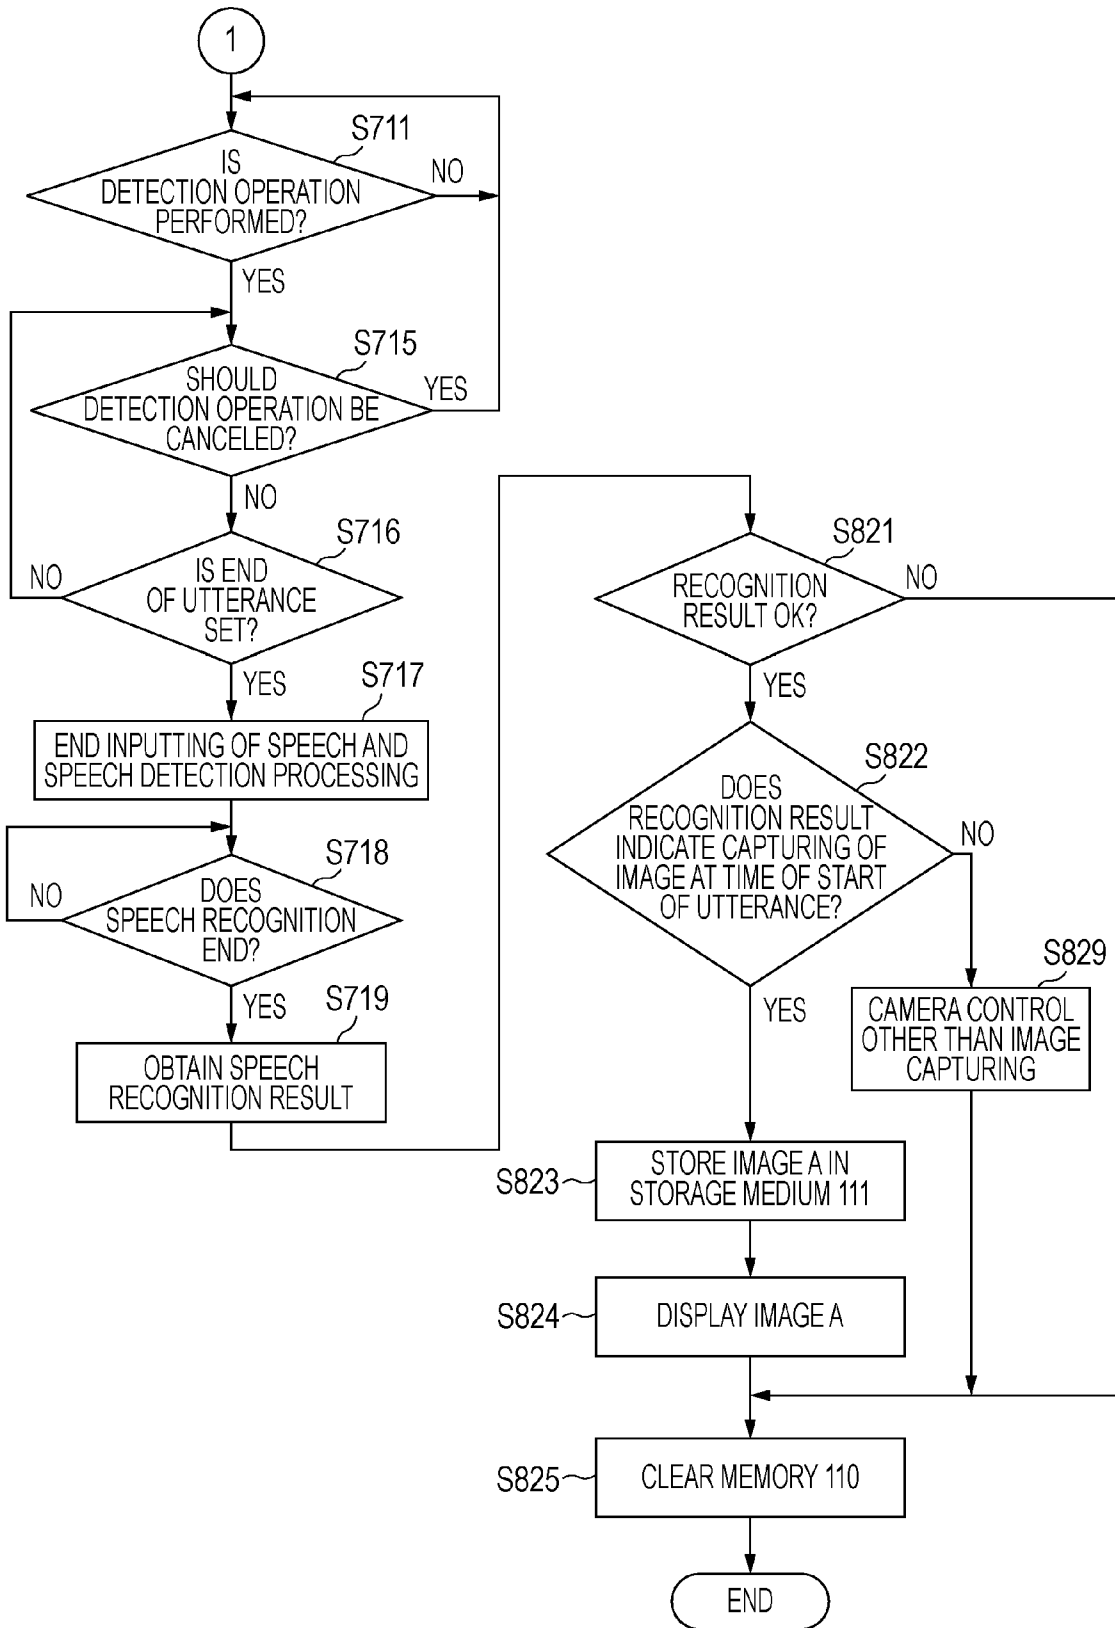 1
S711
IS
DETECTION OPERATION
PERFORMED?
NO
YES
S715
SHOULD
DETECTION OPERATION BE
CANCELED?
YES
NO
S716
IS END
OF UTTERANCE
SET?
NO
YES
S717
END INPUTTING OF SPEECH AND
SPEECH DETECTION PROCESSING
S718
DOES
SPEECH RECOGNITION
END?
NO
YES
S719
OBTAIN SPEECH
RECOGNITION RESULT
S821
RECOGNITION
RESULT OK?
NO
YES
S822
DOES
RECOGNITION RESULT
INDICATE CAPTURING OF
IMAGE AT TIME OF START
OF UTTERANCE?
NO
YES
S829
CAMERA CONTROL
OTHER THAN IMAGE
CAPTURING
S823
STORE IMAGE A IN
STORAGE MEDIUM 111
S824
DISPLAY IMAGE A
S825
CLEAR MEMORY 110
END